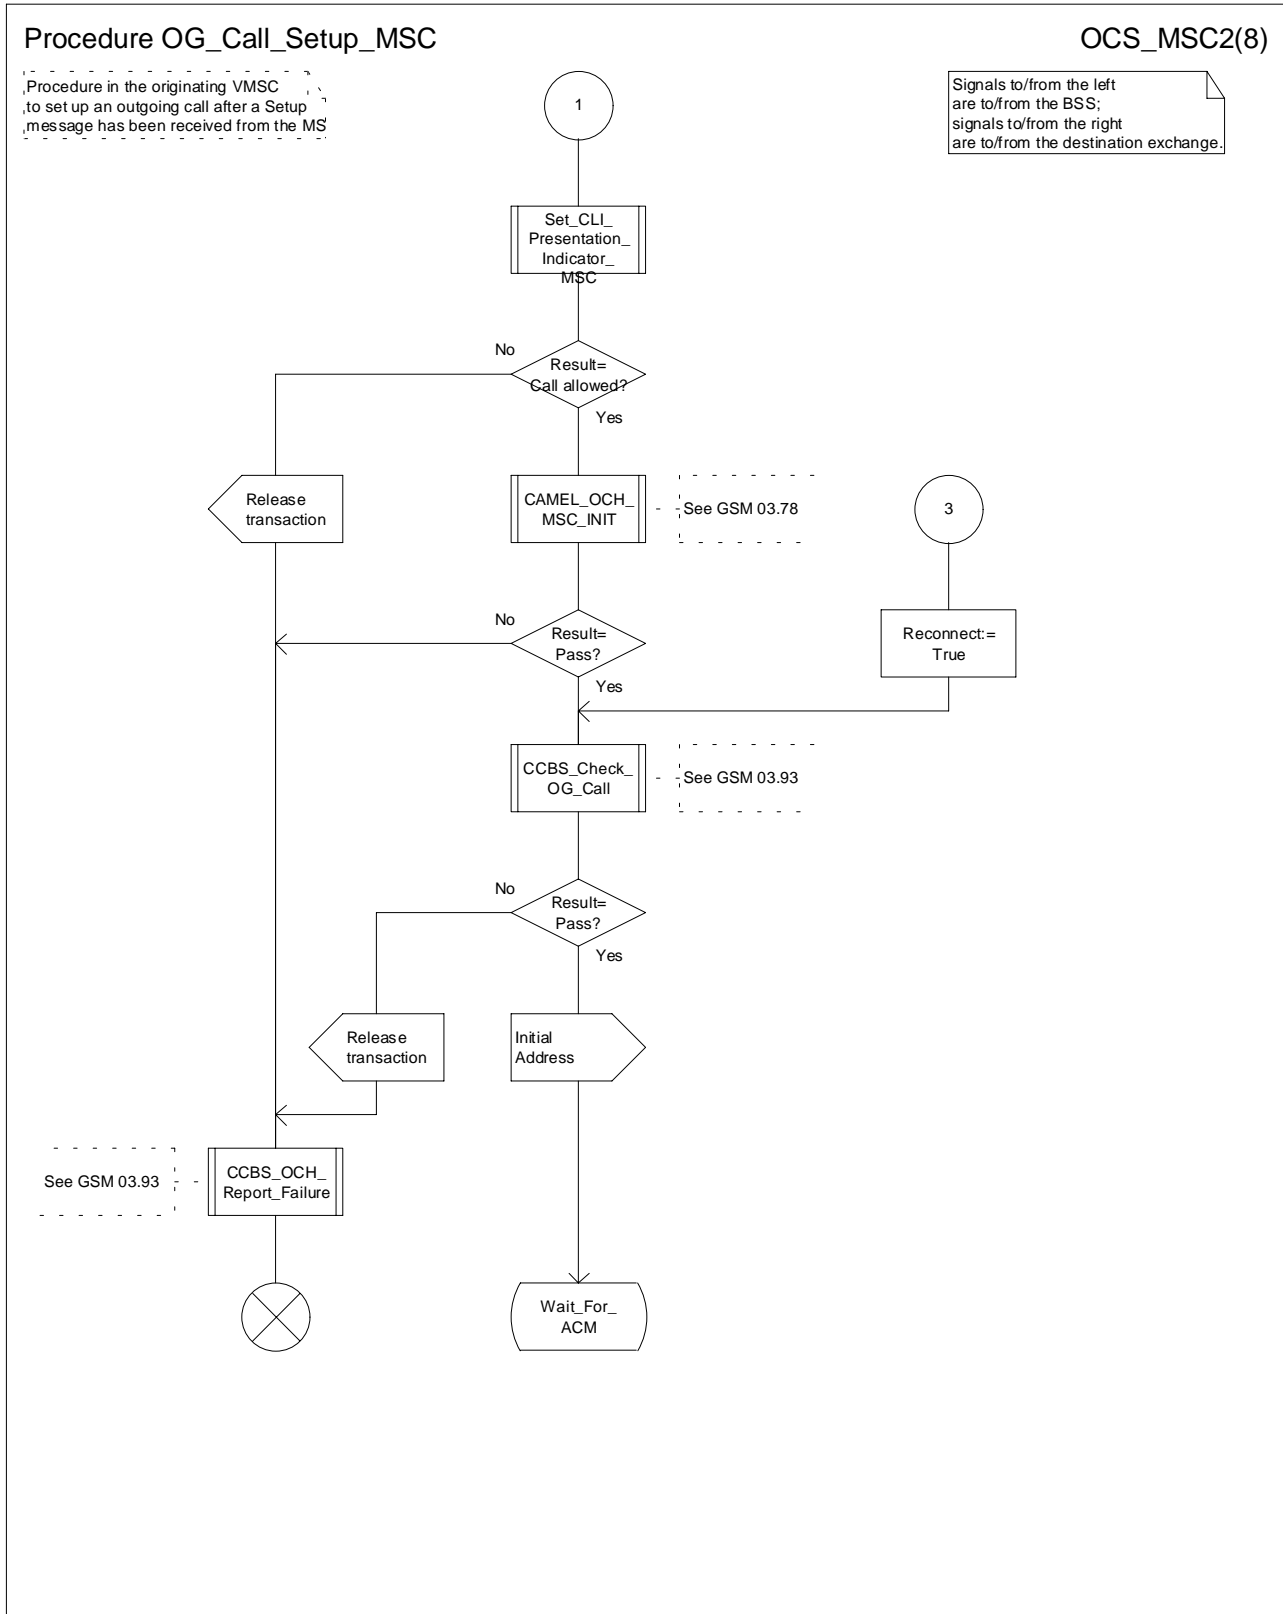 Procedure OG_Call_Setup_MSC
OCS_MSC2(8)
Procedure in the originating VMSC
to set up an outgoing call after a Setup
message has been received from the MS
1
Signals to/from the left
are to/from the BSS;
signals to/from the right
are to/from the destination exchange.
Set_CLI_
Presentation_
Indicator_
MSC
No
Result=
Call allowed?
Yes
Release
transaction
CAMEL_OCH_
MSC_INIT
See GSM 03.78
3
No
Result=
Pass?
Yes
Reconnect:=
True
CCBS_Check_
OG_Call
See GSM 03.93
No
Result=
Pass?
Yes
Release
transaction
Initial
Address
See GSM 03.93
CCBS_OCH_
Report_Failure
Wait_For_
ACM